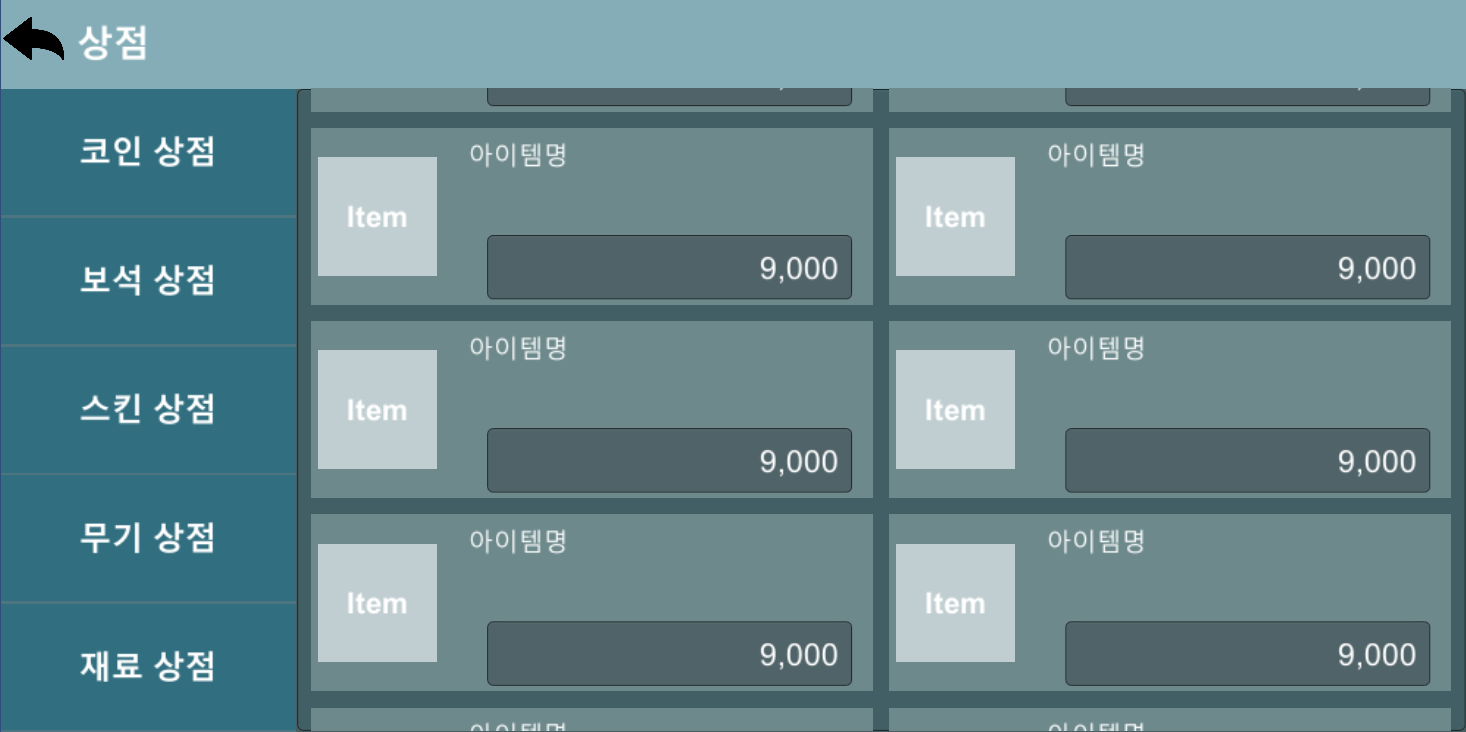 상점
코인 상점
보석 상점
스킨 상점
무기 상점
재료 상점
아이템명
Item
9,000
아이템명
Item
9,000
아이템명
Item
9,000
아이템명
Item
9,000
아이템명
Item
9,000
아이템명
Item
9,000